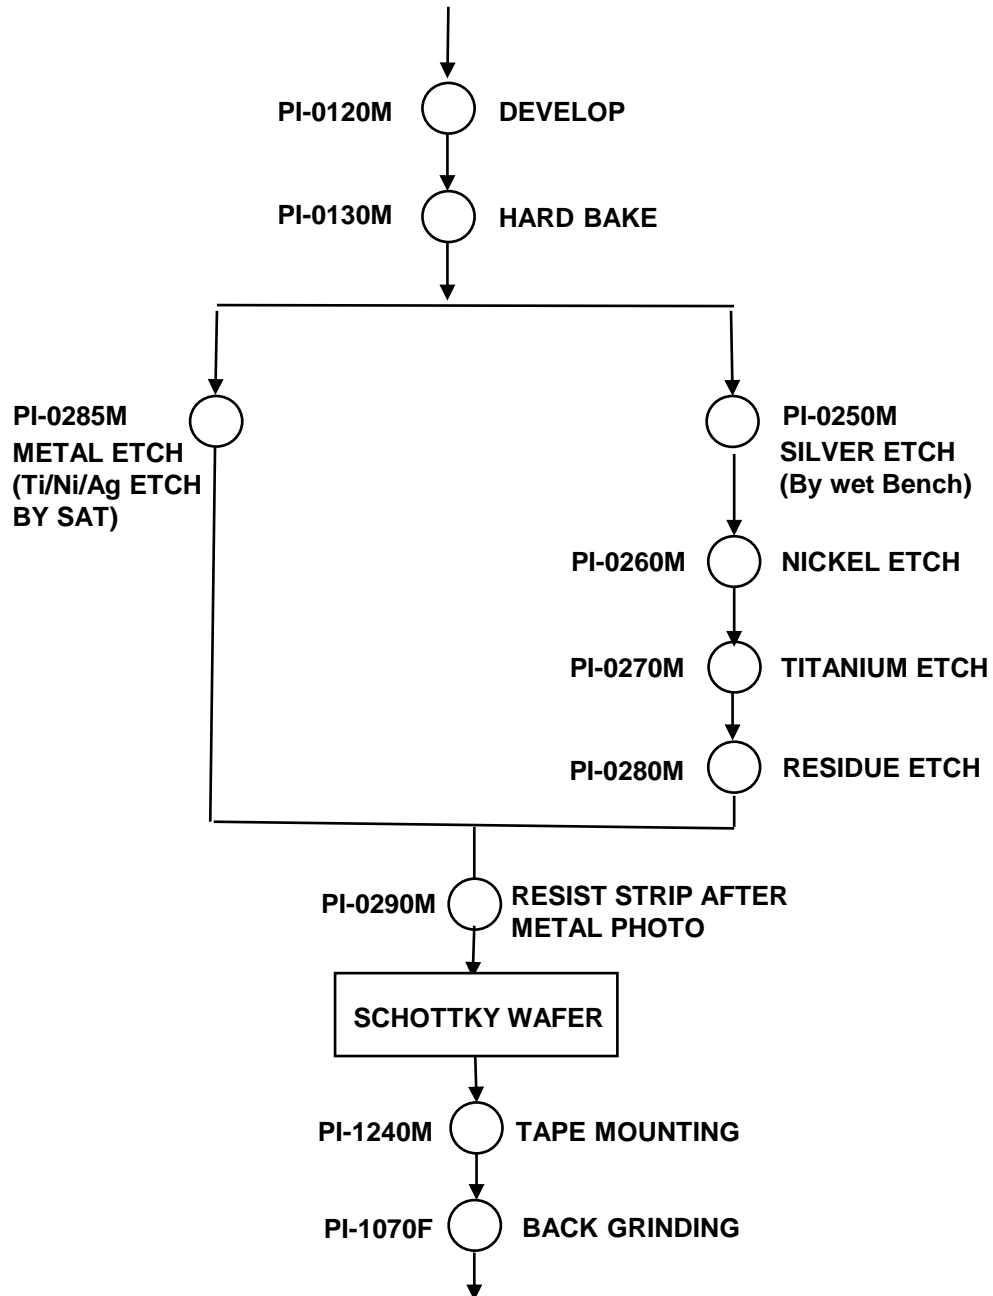 PI-0120M DEVELOP
PI-0130M HARD BAKE
PI-0285M
METAL ETCH
(Ti/Ni/Ag ETCH
BY SAT)
PI-0250M
SILVER ETCH
(By wet Bench)
PI-0260M NICKEL ETCH
PI-0270M TITANIUM ETCH
PI-0280M RESIDUE ETCH
PI-0290M RESIST STRIP AFTER
METAL PHOTO
SCHOTTKY WAFER
PI-1240M TAPE MOUNTING
PI-1070F BACK GRINDING